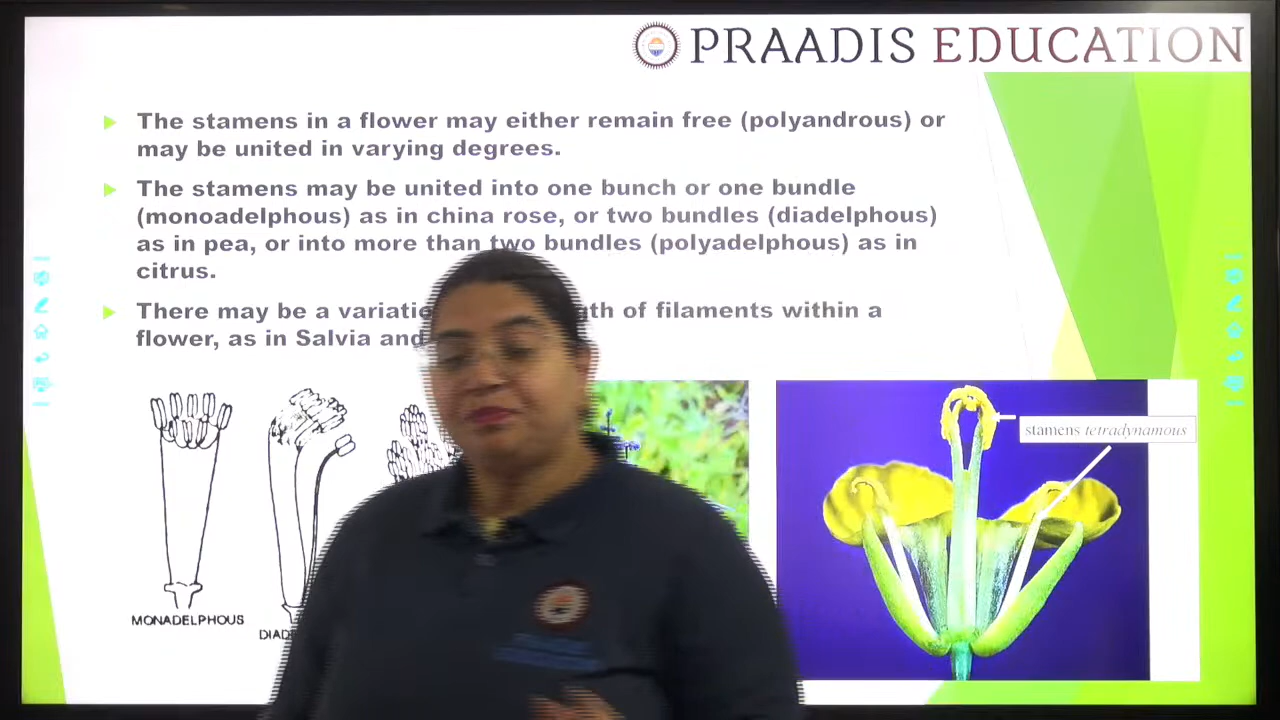 PRAADIS EDUCATION
The stamens in a flower may either remain free (polyandrous) or
may be united in varying degrees.
The stamens may be united into one bunch or one bundle
(monoadelphous) as in china rose, or two bundles (diadelphous)
as in pea, or into more than two bundles (polyadelphous) as in
citrus.
There may be a of filaments within a
flower, as in Salvia and
stamens tetradynamous
MONADELPHOUS